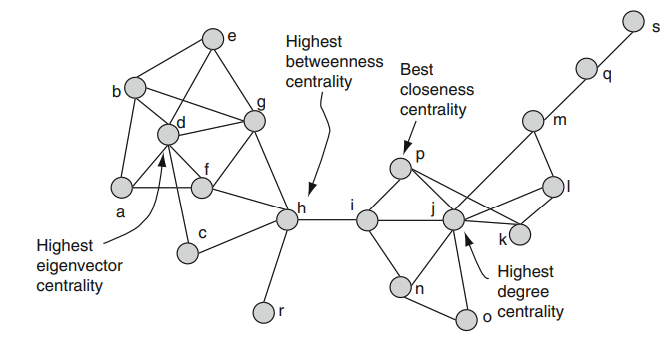 s
e
Highest
betweenness
centrality
Best
closeness
centrality
q
b
g
d
m
p
f
l
a
h
i
j
c
k
Highest
eigenvector
centrality
Highest
degree
centrality
n
r
o